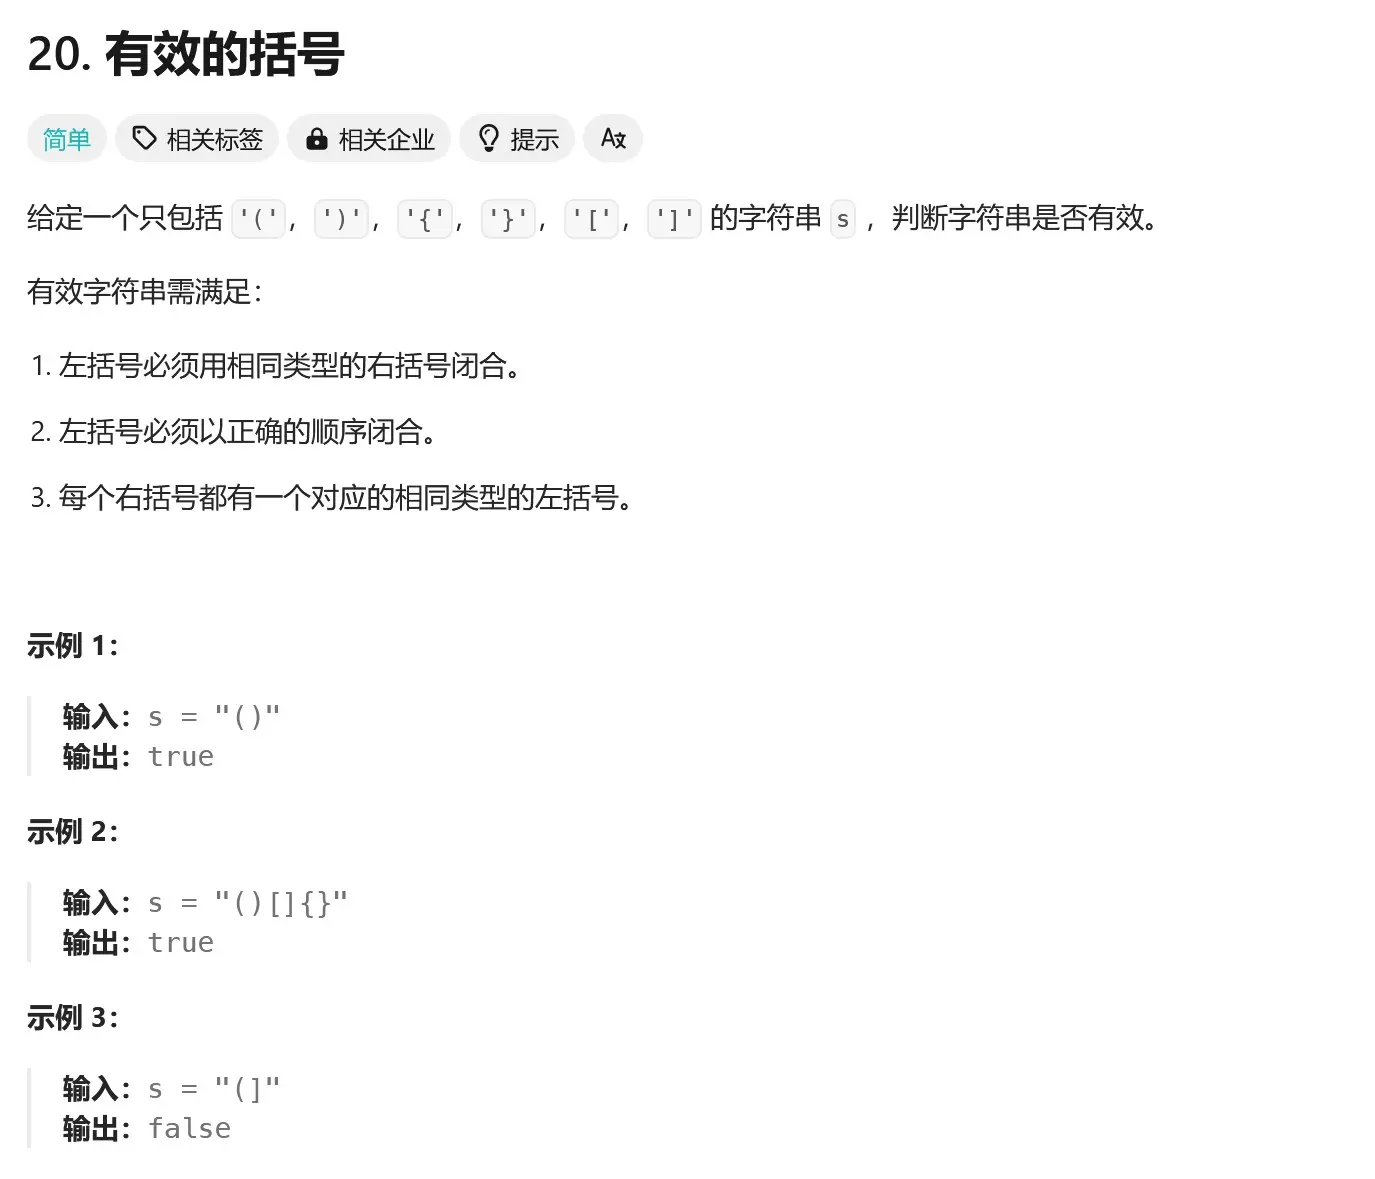 20. 有效的括号
简单 相关标签 相关企业 提示 A文
给定一个只包括 '(', ')', '{', '}', '[', ']' 的字符串 s ，判断字符串是否有效。
有效字符串需满足：
1. 左括号必须用相同类型的右括号闭合。
2. 左括号必须以正确的顺序闭合。
3. 每个右括号都有一个对应的相同类型的左括号。
示例 1：
输入：s = "()"
输出：true
示例 2：
输入：s = "()[]{}"
输出：true
示例 3：
输入：s = "(]"
输出：false